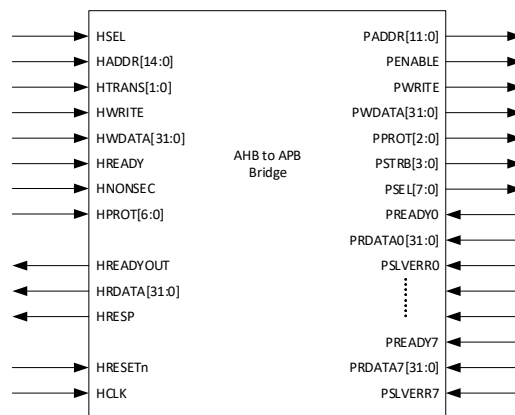 HSEL
HADDR[14:0]
HTRANS[1:0]
HWRITE
HWDATA[31:0]
HREADY
HNONSEC
HPROT[6:0]
HREADYOUT
HRDATA[31:0]
HRESP
HRESETn
HCLK
AHB to APB
Bridge
PADDR[11:0]
PENABLE
PWRITE
PWDATA[31:0]
PPROT[2:0]
PSTRB[3:0]
PSEL[7:0]
PREADY0
PRDATA0[31:0]
PSLVERR0
PREADY7
PRDATA7[31:0]
PSLVERR7